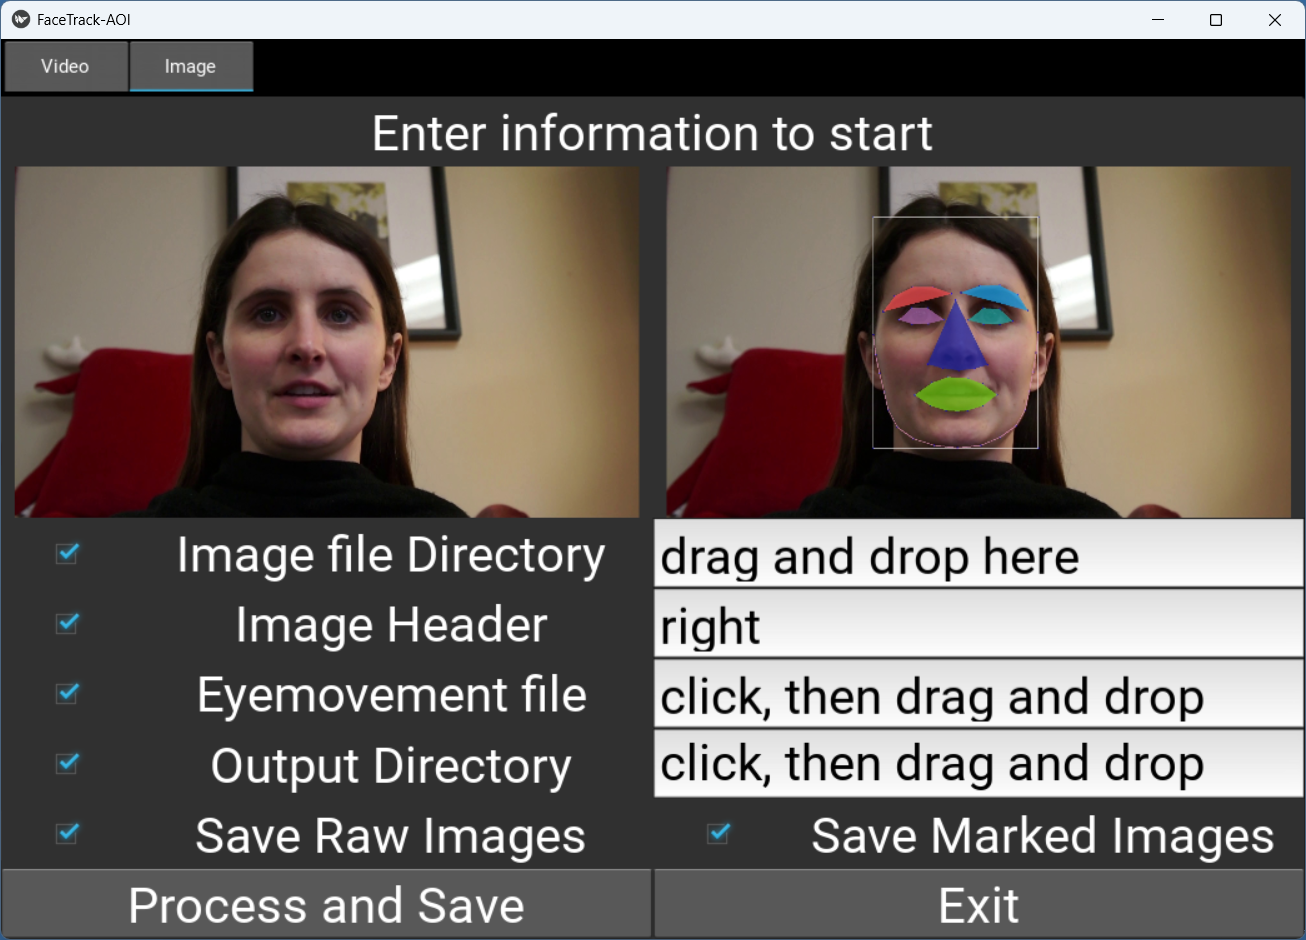 FaceTrack-AOI
Video
Image
Enter information to start
Image file Directory
drag and drop here
Image Header
right
Eyemovement file
click, then drag and drop
Output Directory
click, then drag and drop
Save Raw Images
Save Marked Images
Process and Save
Exit